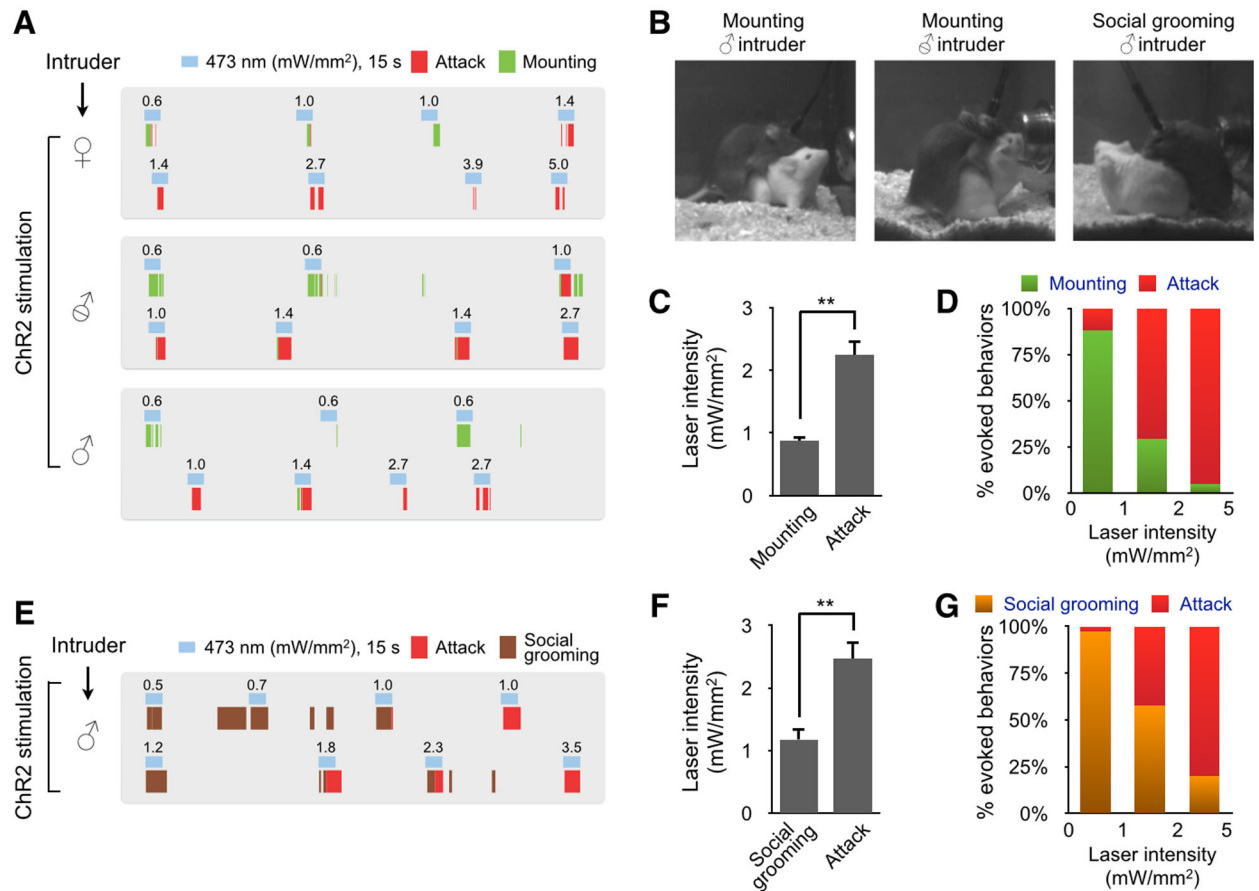 A
Intruder
473 nm (mW/mm²), 15 s Attack Mounting
ChR2 stimulation
♀
0.6 1.0 1.0 1.4
1.4 2.7 3.9 5.0
0.6 0.6 1.0
1.0 1.4 1.4 2.7
♂
0.6 0.6 0.6
1.0 1.4 2.7 2.7
B
Mounting
♂ intruder
Mounting
⚦ intruder
Social grooming
♂ intruder
C
Laser intensity
(mW/mm²)
3
2
1
0
**
Mounting
Attack
D
Mounting Attack
% evoked behaviors
100%
75%
50%
25%
0%
0 1 2 5
Laser intensity
(mW/mm²)
E
Intruder
473 nm (mW/mm²), 15 s Attack Social
grooming
ChR2 stimulation
♂
0.5 0.7 1.0 1.0
1.2 1.8 2.3 3.5
F
Laser intensity
(mW/mm²)
3
2
1
0
**
Social
grooming
Attack
G
Social grooming Attack
% evoked behaviors
100%
75%
50%
25%
0%
0 1 2 5
Laser intensity
(mW/mm²)